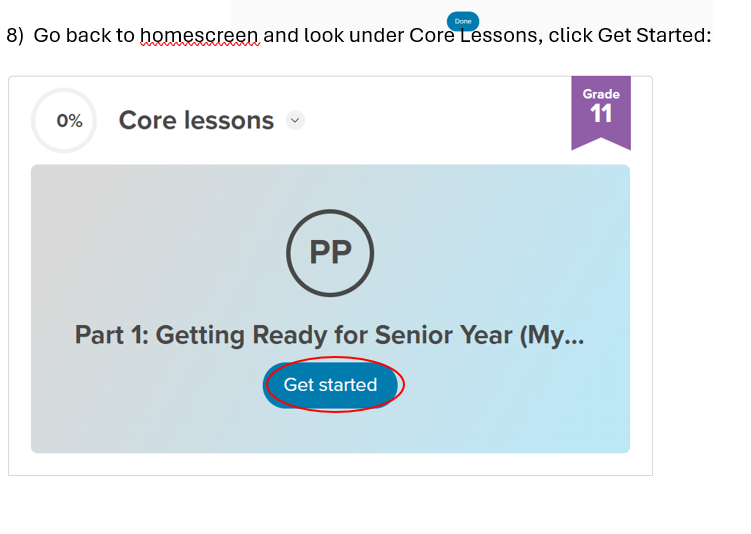 Done
8) Go back to homescreen and look under Core Lessons, click Get Started:
Grade
11
0%
Core lessons
PP
Part 1: Getting Ready for Senior Year (My...
Get started